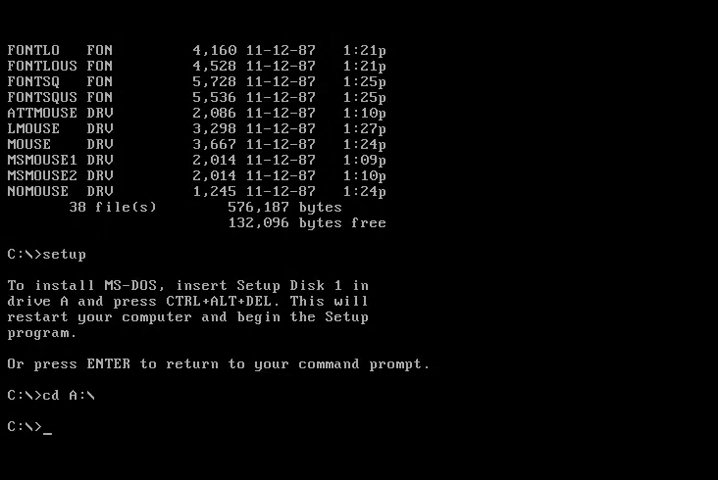 FONTLO   FON         4,160 11-12-87   1:21p
FONTLOUS FON         4,528 11-12-87   1:21p
FONTSQ   FON         5,728 11-12-87   1:25p
FONTSQUS FON         5,536 11-12-87   1:25p
ATTMOUSE DRV         2,086 11-12-87   1:10p
LMOUSE   DRV         3,298 11-12-87   1:27p
MOUSE    DRV         3,667 11-12-87   1:24p
MSMOUSE1 DRV         2,014 11-12-87   1:09p
MSMOUSE2 DRV         2,014 11-12-87   1:10p
NOMOUSE  DRV         1,245 11-12-87   1:24p
       38 file(s)        576,187 bytes
                         132,096 bytes free
C:\>setup
To install MS-DOS, insert Setup Disk 1 in
drive A and press CTRL+ALT+DEL. This will
restart your computer and begin the Setup
program.
Or press ENTER to return to your command prompt.
C:\>cd A:\
C:\>_